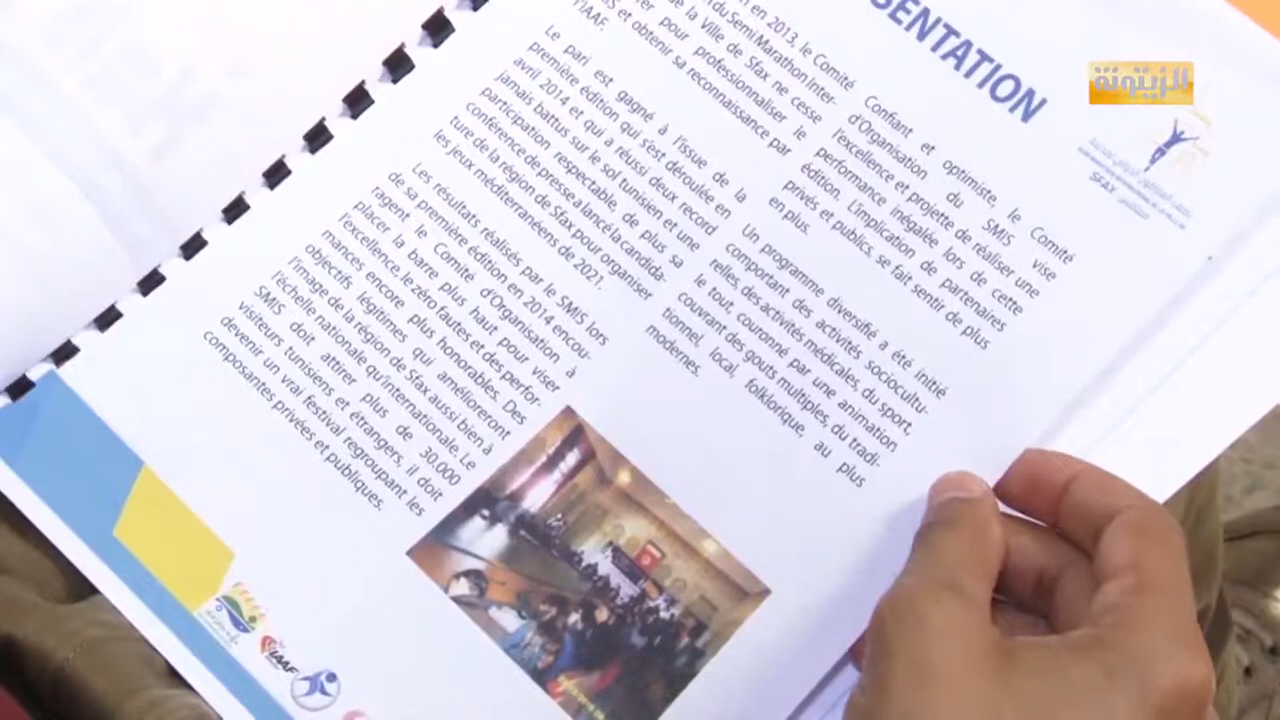 SENTATION
en 2013, le Comité
du Semi Marathon Inter-
de la Ville de Sfax ne cesse
pour professionnaliser le
et obtenir sa reconnaissance par
l'IAAF.
Le pari est gagné à l'issue de la
première édition qui s'est déroulée en
avril 2014 et qui a réussi deux record
jamais battus sur le sol tunisien et une
participation respectable, de plus sa
conférence de presse a lancé la candida-
ture de la région de Sfax pour organiser
les jeux méditerranéens de 2021.
Les résultats réalisés par le SMIS lors
de sa première édition en 2014 encou-
ragent le Comité d'Organisation à
placer la barre plus haut pour viser
l'excellence, le zéro fautes et des perfor-
mances encore plus honorables. Des
objectifs légitimes qui amélioreront
l'image de la région de Sfax aussi bien à
l'échelle nationale qu'internationale. Le
SMIS doit attirer plus de 30.000
visiteurs tunisiens et étrangers, il doit
devenir un vrai festival regroupant les
composantes privées et publiques.
Confiant et optimiste, le Comité
d'Organisation du SMIS vise
l'excellence et projette de réaliser une
performance inégalée lors de cette
édition. L'implication de partenaires
privés et publics, se fait sentir de plus
en plus.
Un programme diversifié a été initié
comportant des activités sociocultu-
relles, des activités médicales, du sport,
le tout, couronné par une animation
couvrant des gouts multiples, du tradi-
tionnel, local, folklorique, au plus
modernes.
الزيتونة
SFAX
صفاقس
IAAF